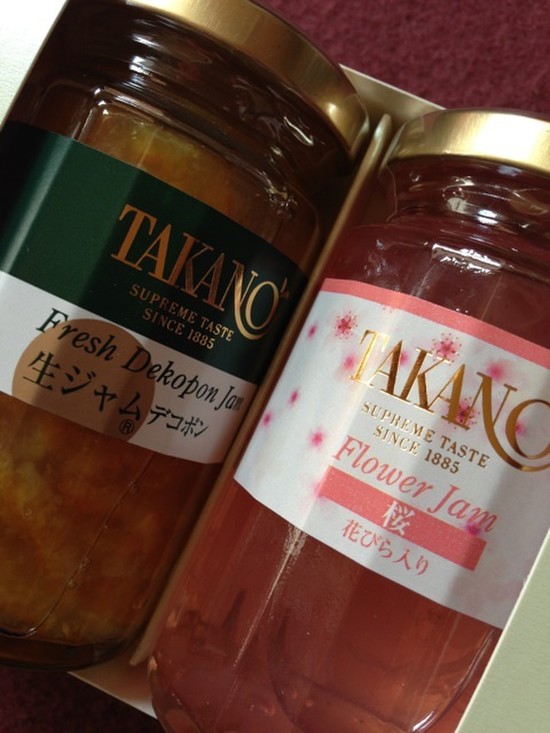 TAKANO
SUPREME TASTE
SINCE 1885
Fresh Dekopon Jam
生ジャム® デコポン
TAKANO
SUPREME TASTE
SINCE 1885
Flower Jam
桜
花びら入り